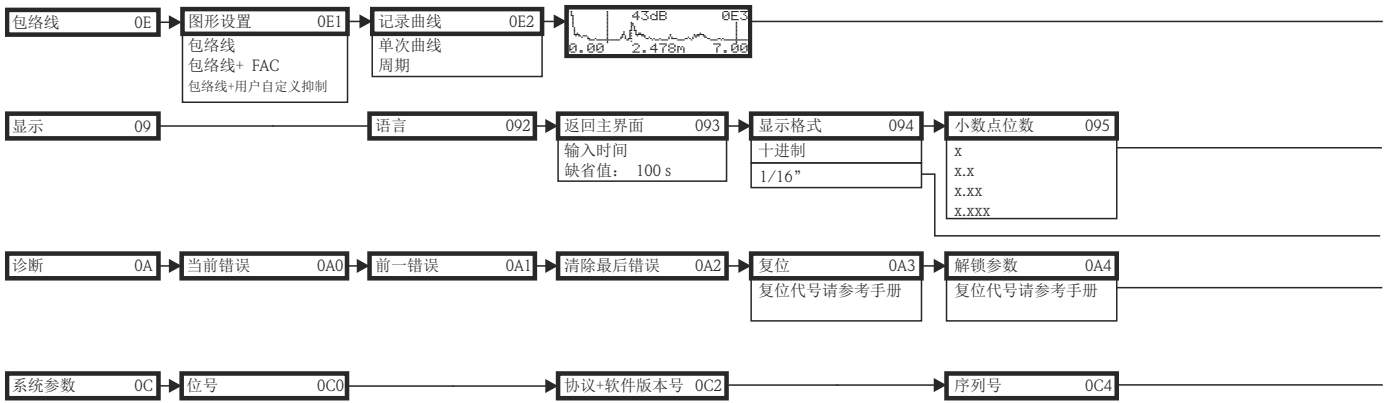 包络线 0E
图形设置 0E1
包络线
包络线+ FAC
包络线+用户自定义抑制
记录曲线 0E2
单次曲线
周期
43dB 0E3
0.00 2.478m 7.00
显示 09
语言 092
返回主界面 093
输入时间
缺省值： 100 s
显示格式 094
十进制
1/16”
小数点位数 095
x
x.x
x.xx
x.xxx
诊断 0A
当前错误 0A0
前一错误 0A1
清除最后错误 0A2
复位 0A3
复位代号请参考手册
解锁参数 0A4
复位代号请参考手册
系统参数 0C
位号 0C0
协议+软件版本号 0C2
序列号 0C4